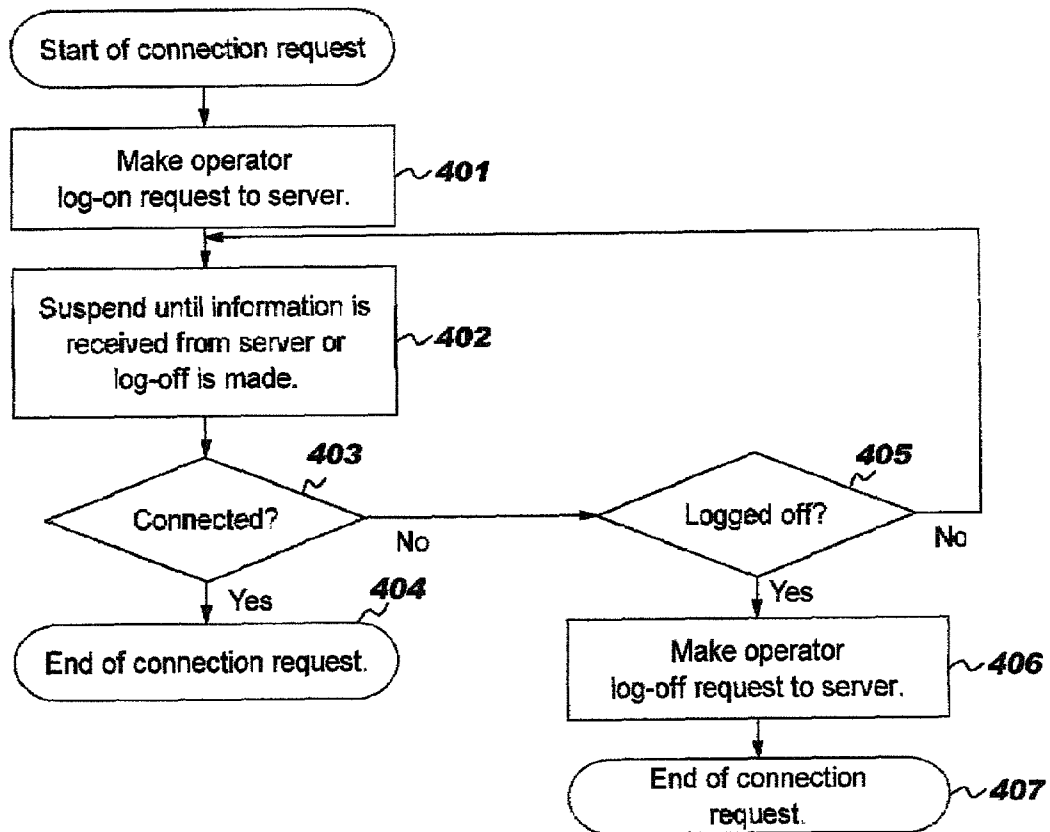 Start of connection request
Make operator
log-on request to server.
401
Suspend until information is
received from server or
log-off is made.
402
403
Connected?
No
Yes
404
End of connection request.
405
Logged off?
No
Yes
Make operator
log-off request to server.
406
End of connection
request.
407